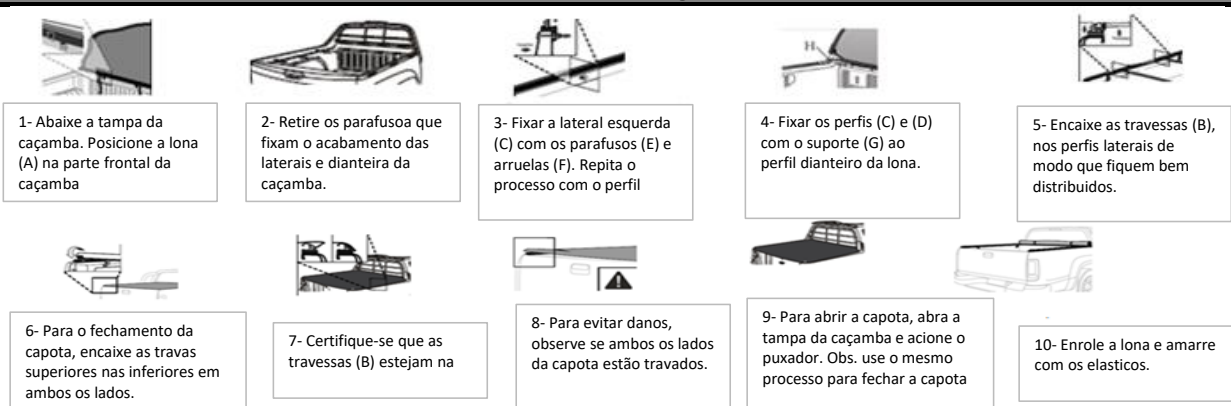 1- Abaixe a tampa da
caçamba. Posicione a lona
(A) na parte frontal da
caçamba
2- Retire os parafusoa que
fixam o acabamento das
laterais e dianteira da
caçamba.
3- Fixar a lateral esquerda
(C) com os parafusos (E) e
arruelas (F). Repita o
processo com o perfil
H
4- Fixar os perfis (C) e (D)
com o suporte (G) ao
perfil dianteiro da lona.
5- Encaixe as travessas (B),
nos perfis laterais de
modo que fiquem bem
distribuidos.
6- Para o fechamento da
capota, encaixe as travas
superiores nas inferiores em
ambos os lados.
7- Certifique-se que as
travessas (B) estejam na
8- Para evitar danos,
observe se ambos os lados
da capota estão travados.
9- Para abrir a capota, abra a
tampa da caçamba e acione o
puxador. Obs. use o mesmo
processo para fechar a capota
10- Enrole a lona e amarre
com os elasticos.